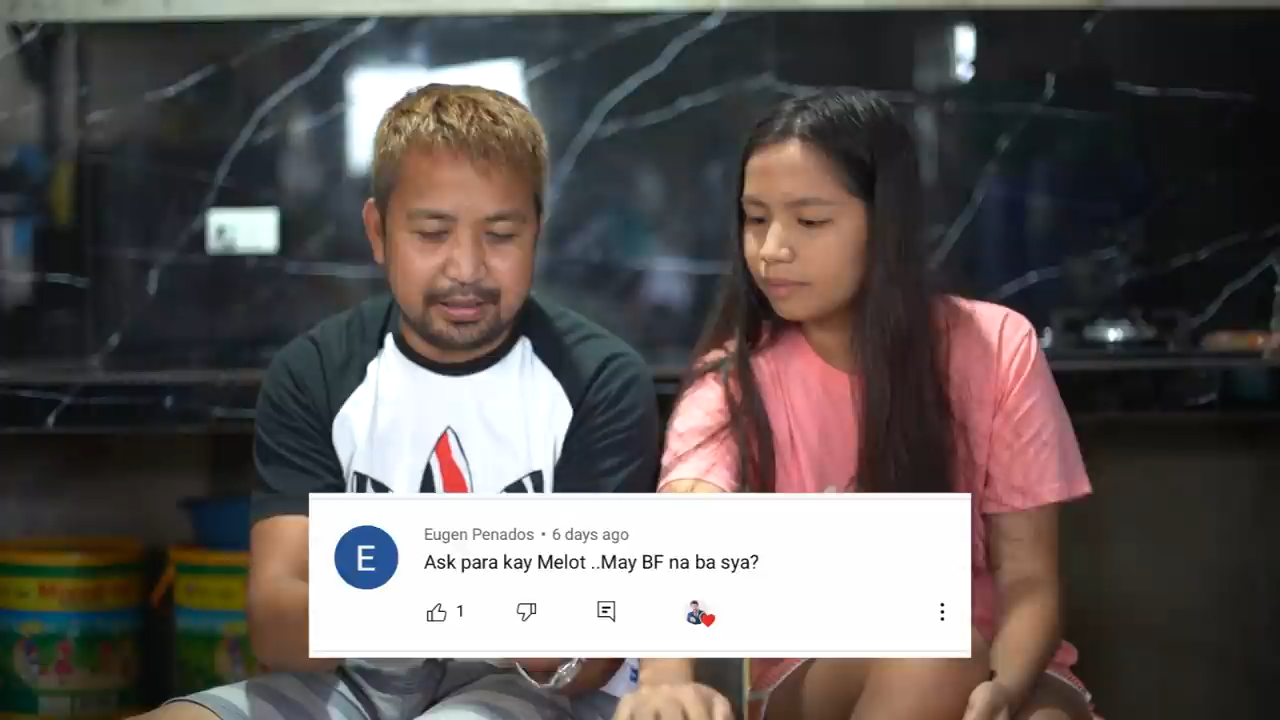 E
Eugen Penados • 6 days ago
Ask para kay Melot ..May BF na ba sya?
1